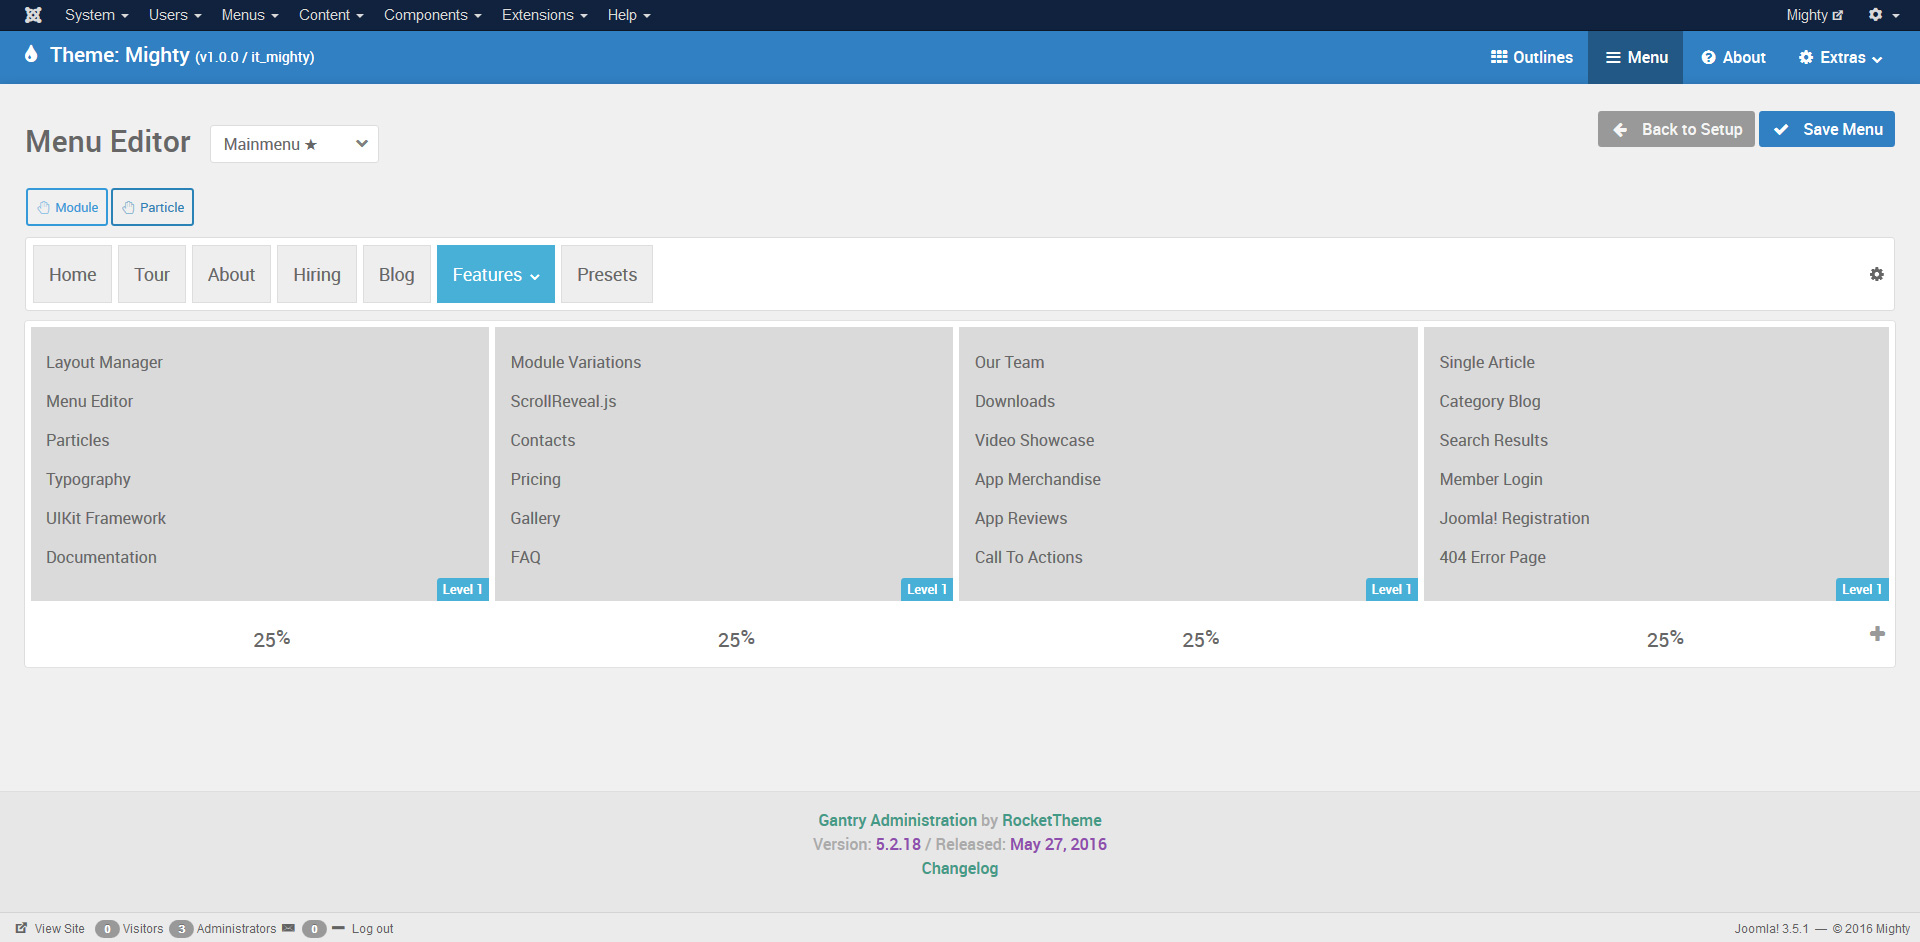 System Users Menus Content Components Extensions Help Mighty
Theme: Mighty (v1.0.0 / it_mighty) Outlines Menu About Extras
Menu Editor Mainmenu ★ Back to Setup Save Menu
Module Particle
Home Tour About Hiring Blog Features Presets
Layout Manager Module Variations Our Team Single Article
Menu Editor ScrollReveal.js Downloads Category Blog
Particles Contacts Video Showcase Search Results
Typography Pricing App Merchandise Member Login
UIKit Framework Gallery App Reviews Joomla! Registration
Documentation FAQ Call To Actions 404 Error Page
Level 1 Level 1 Level 1 Level 1
25% 25% 25% 25%
Gantry Administration by RocketTheme
Version: 5.2.18 / Released: May 27, 2016
Changelog
View Site 0 Visitors 3 Administrators 0 Log out Joomla! 3.5.1 — © 2016 Mighty